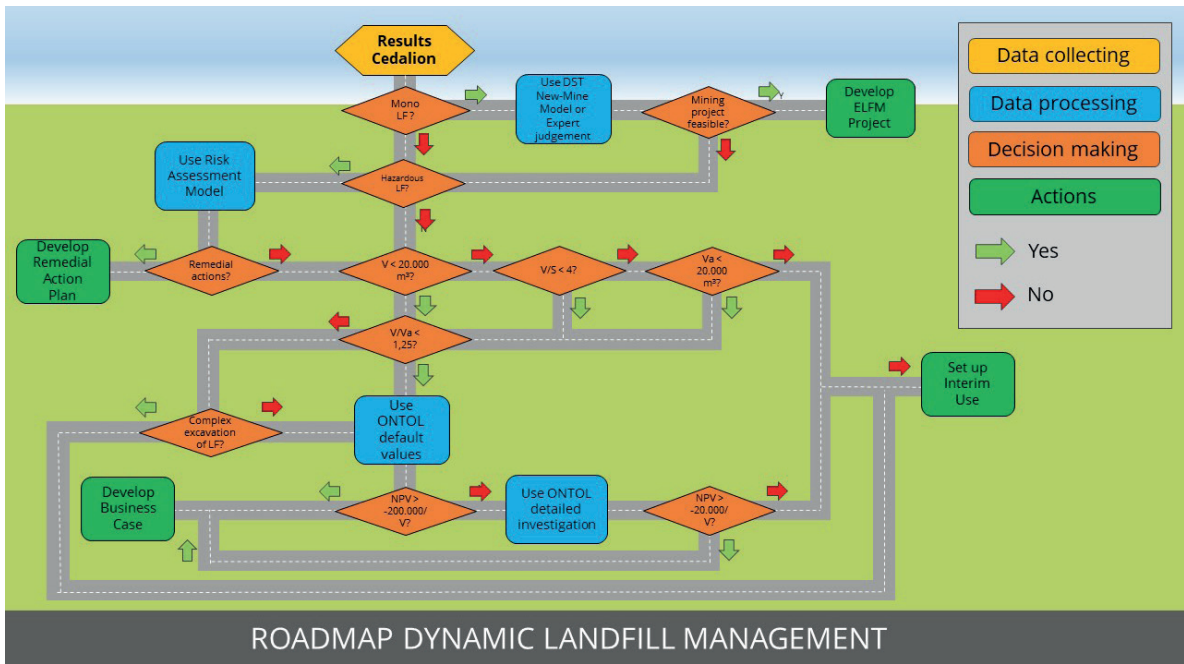 Results
Cedalion
Mono
LF?
Use DST
New-Mine
Model or
Expert
judgement
Mining
project
feasible?
Y
Develop
ELFM
Project
Data collecting
Data processing
Decision making
Actions
Yes
No
Use Risk
Assessment
Model
Hazardous
LF?
N
Develop
Remedial
Action
Plan
Remedial
actions?
V < 20.000
m³?
V/S < 4?
Va <
20.000
m³?
V/Va <
1,25?
Set up
Interim
Use
Complex
excavation
of LF?
Use
ONTOL
default
values
Develop
Business
Case
NPV >
-200.000/
V?
Use ONTOL
detailed
investigation
NPV >
-20.000/
V?
ROADMAP DYNAMIC LANDFILL MANAGEMENT